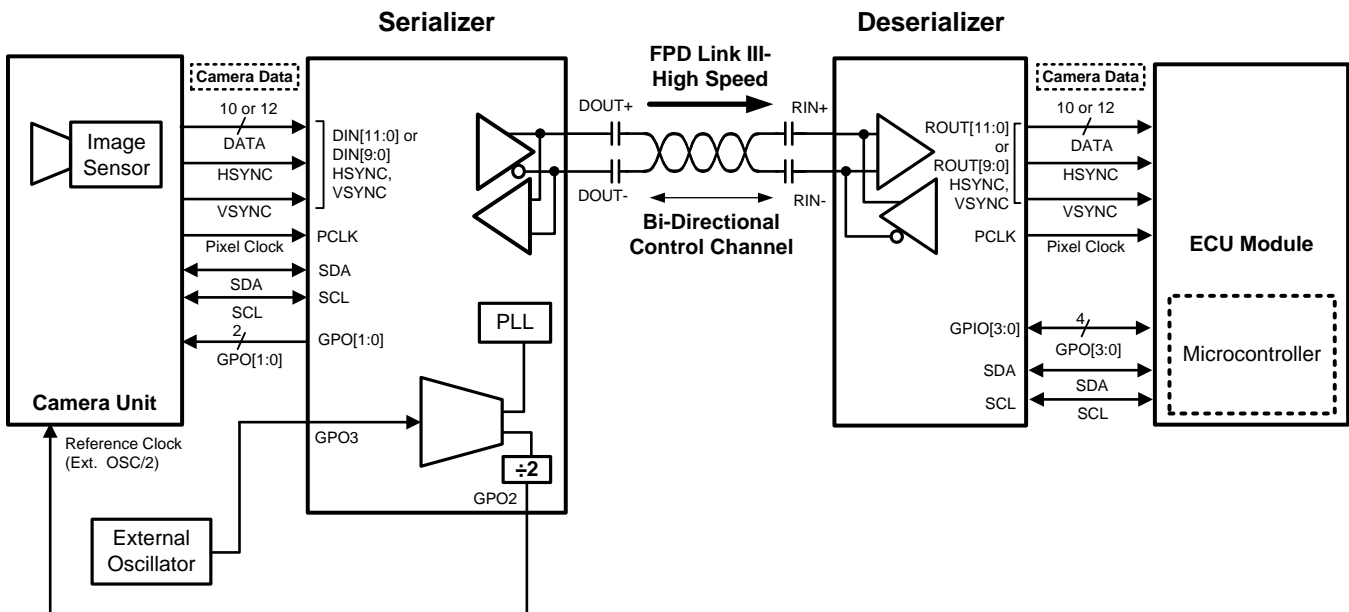 Serializer
Deserializer
FPD Link III-
High Speed
Camera Data
10 or 12
DATA
HSYNC
VSYNC
Pixel Clock
SDA
SCL
2
GPO[1:0]
Image
Sensor
Camera Unit
DIN[11:0] or
DIN[9:0]
HSYNC,
VSYNC
PCLK
SDA
SCL
GPO[1:0]
PLL
GPO3
÷2
GPO2
Reference Clock
(Ext. OSC/2)
External
Oscillator
DOUT+
DOUT-
RIN+
RIN-
Bi-Directional
Control Channel
ROUT[11:0]
or
ROUT[9:0]
HSYNC,
VSYNC
PCLK
GPIO[3:0]
SDA
SCL
Camera Data
10 or 12
DATA
HSYNC
VSYNC
Pixel Clock
4
GPO[3:0]
SDA
SCL
ECU Module
Microcontroller